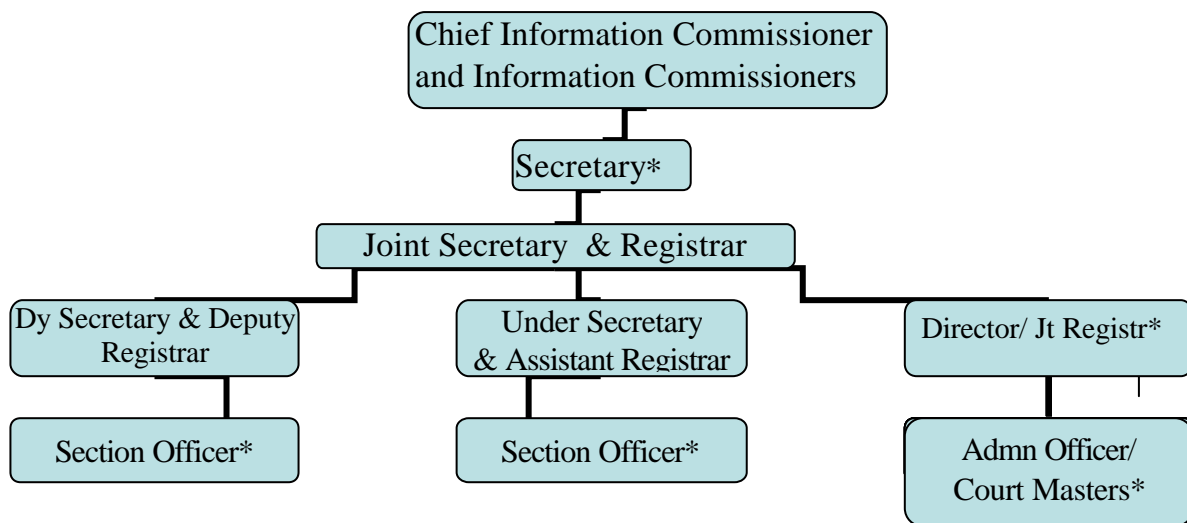 Chief Information Commissioner
and Information Commissioners
Secretary*
Joint Secretary & Registrar
Dy Secretary & Deputy
Registrar
Under Secretary
& Assistant Registrar
Director/ Jt Registr*
Section Officer*
Section Officer*
Admn Officer/
Court Masters*